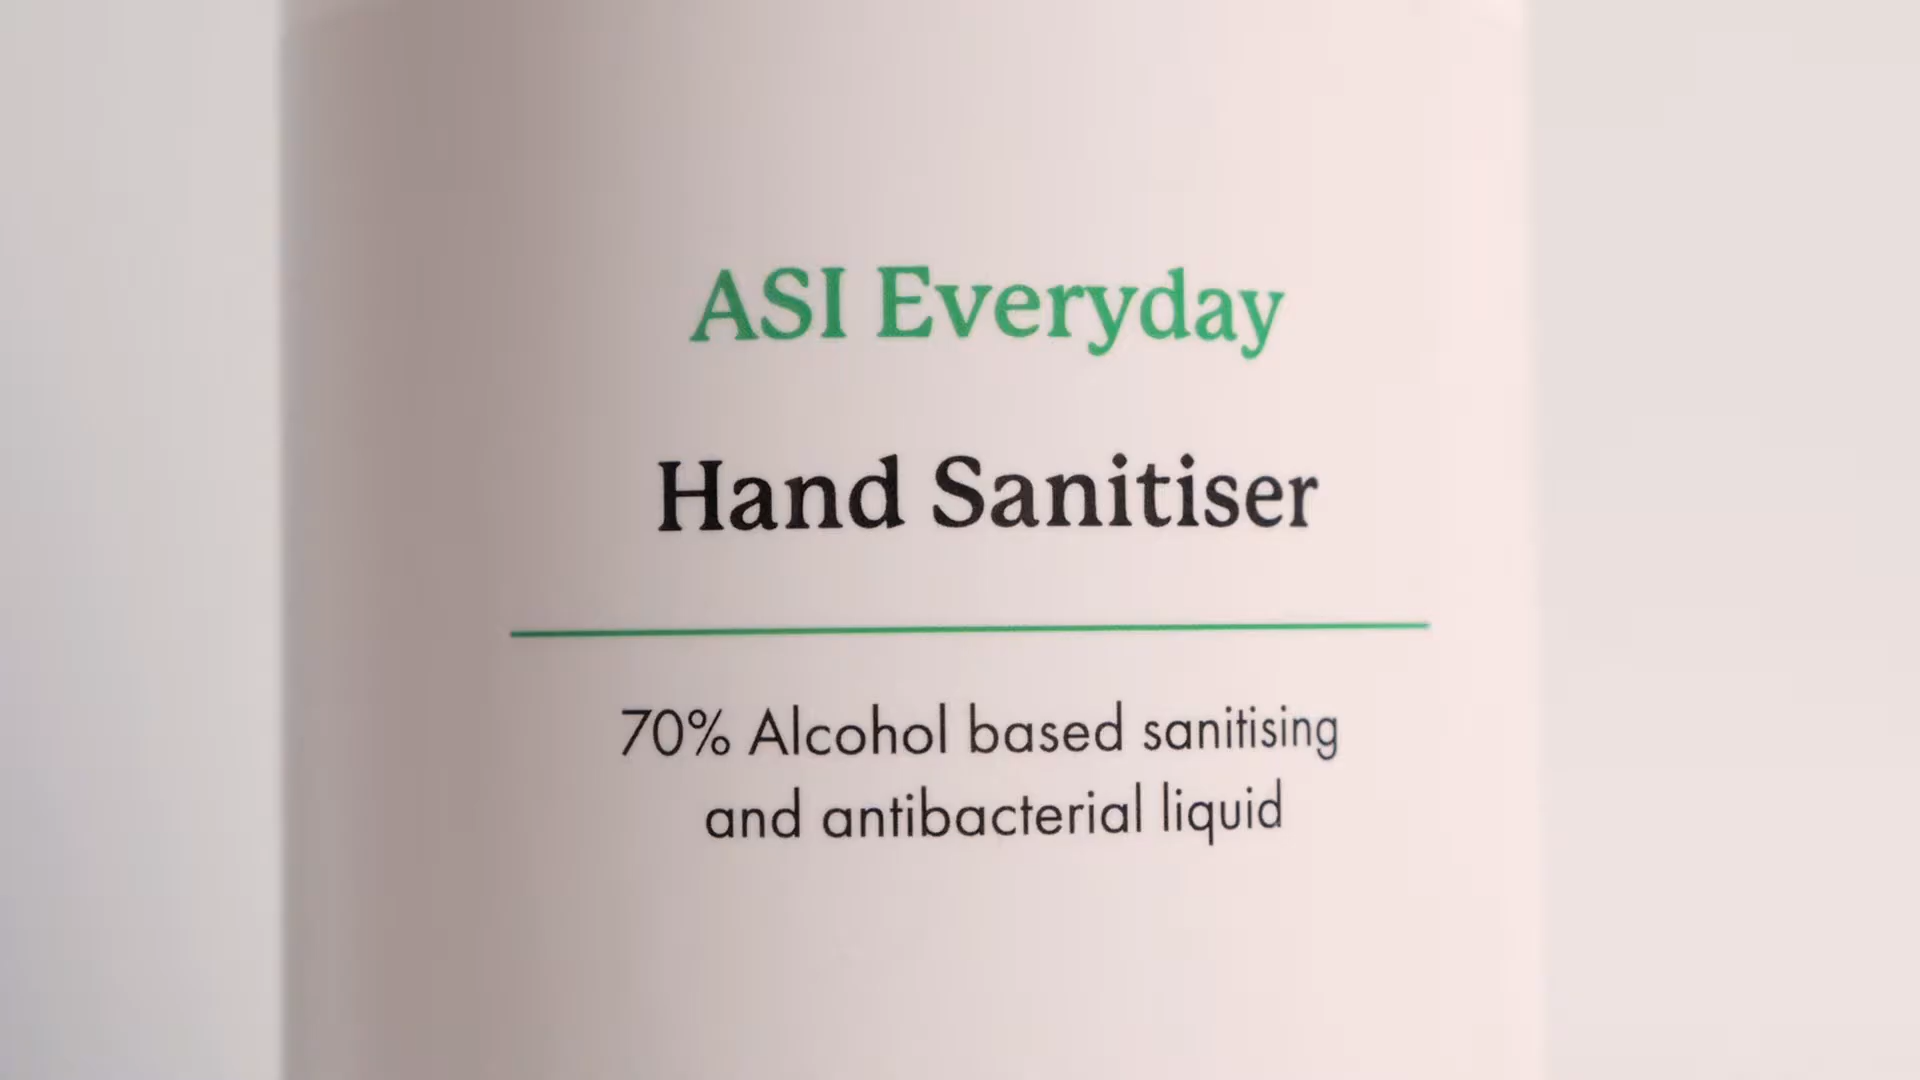 ASI Everyday
Hand Sanitiser
70% Alcohol based sanitising
and antibacterial liquid